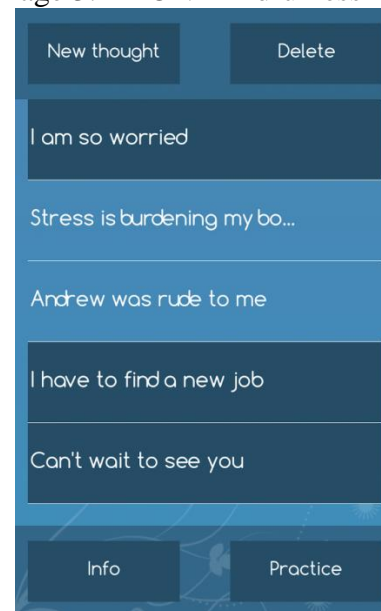 New thought
Delete
I am so worried
Stress is burdening my bo...
Andrew was rude to me
I have to find a new job
Can't wait to see you
Info
Practice